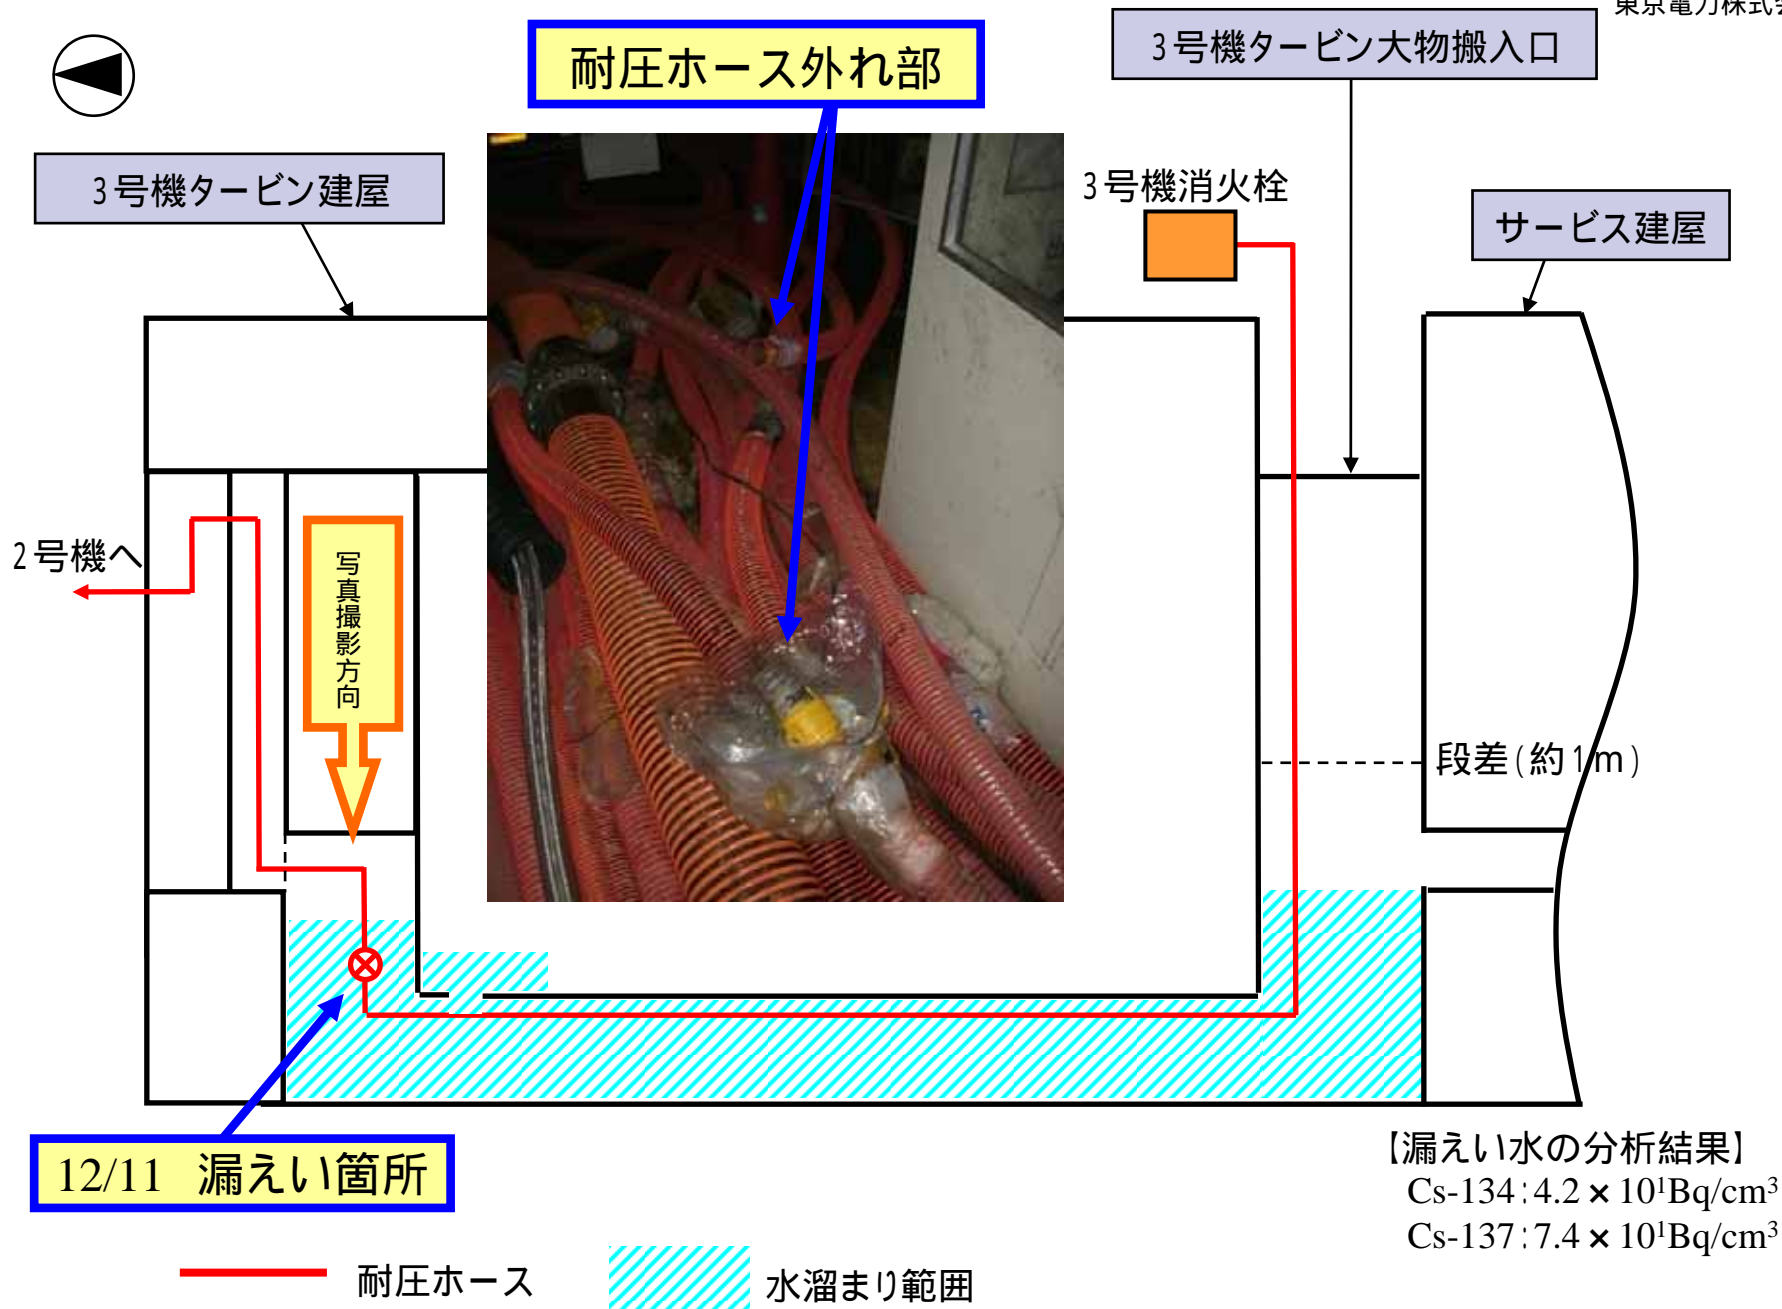 東京電力株式会
耐圧ホース外れ部
3号機タービン大物搬入口
3号機タービン建屋
3号機消火栓
サービス建屋
2号機へ
写真撮影方向
段差(約1m)
12/11 漏えい箇所
【漏えい水の分析結果】
Cs-134:4.2×10¹Bq/cm³
Cs-137:7.4×10¹Bq/cm³
耐圧ホース
水溜まり範囲